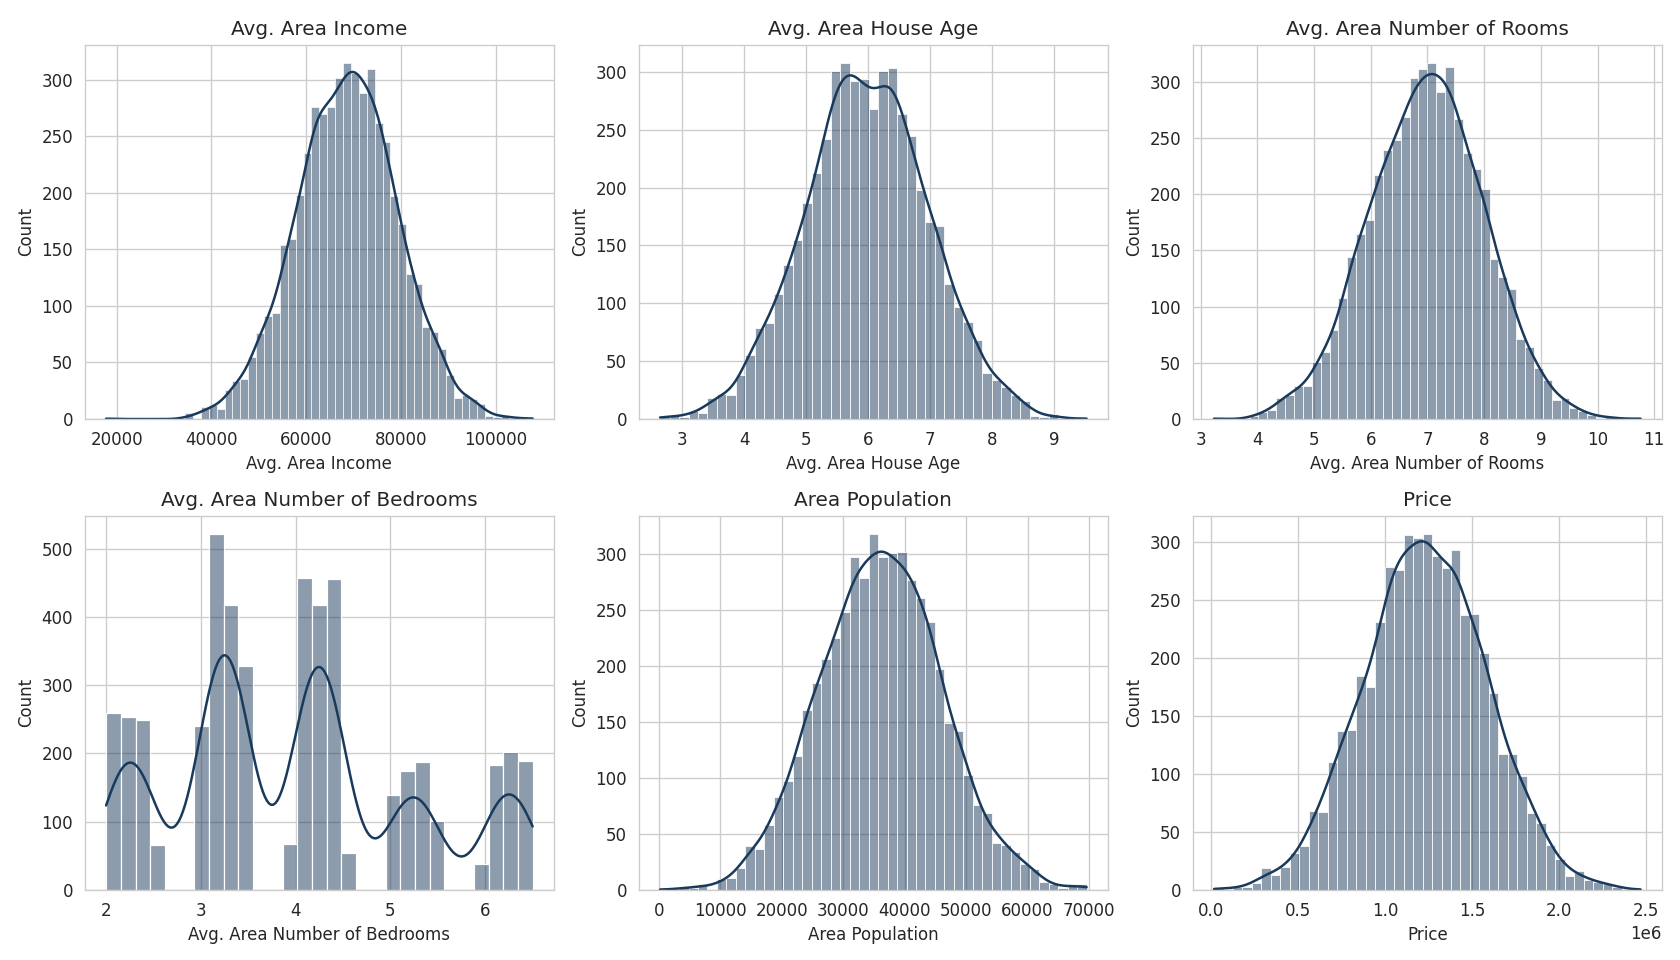 Avg. Area Income
300
250
200
150
100
50
0
Count
20000 40000 60000 80000 100000
Avg. Area Income
Avg. Area House Age
300
250
200
150
100
50
0
Count
3 4 5 6 7 8 9
Avg. Area House Age
Avg. Area Number of Rooms
300
250
200
150
100
50
0
Count
3 4 5 6 7 8 9 10 11
Avg. Area Number of Rooms
Avg. Area Number of Bedrooms
500
400
300
200
100
0
Count
2 3 4 5 6
Avg. Area Number of Bedrooms
Area Population
300
250
200
150
100
50
0
Count
0 10000 20000 30000 40000 50000 60000 70000
Area Population
Price
300
250
200
150
100
50
0
Count
0.0 0.5 1.0 1.5 2.0 2.5
1e6
Price